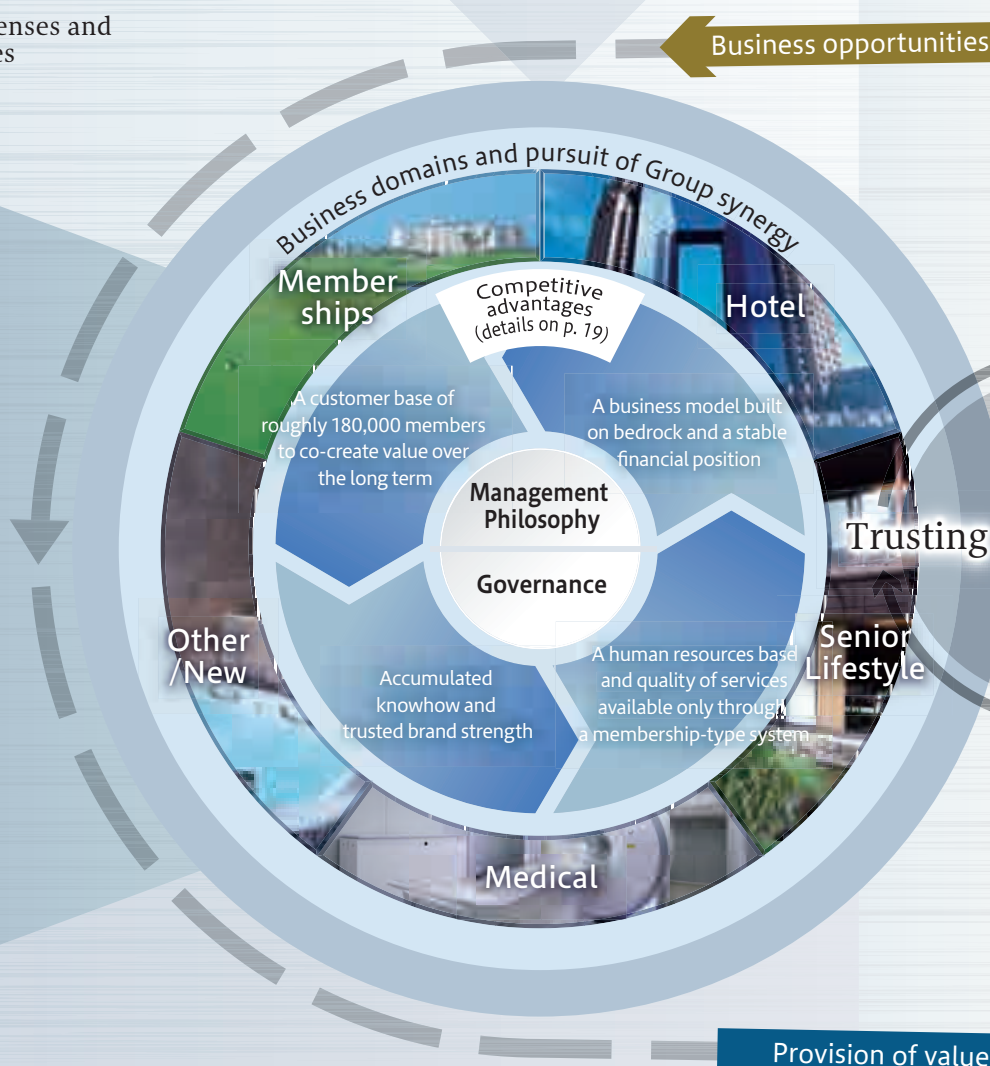 enses and
es
Business opportunities
Business domains and pursuit of Group synergy
Member
ships
Competitive
advantages
(details on p. 19)
Hotel
A customer base of
roughly 180,000 members
to co-create value over
the long term
A business model built
on bedrock and a stable
financial position
Management
Philosophy
Governance
Trusting
Other
/New
Accumulated
knowhow and
trusted brand strength
A human resources base
and quality of services
available only through
a membership-type system
Senior
Lifestyle
Medical
Provision of value